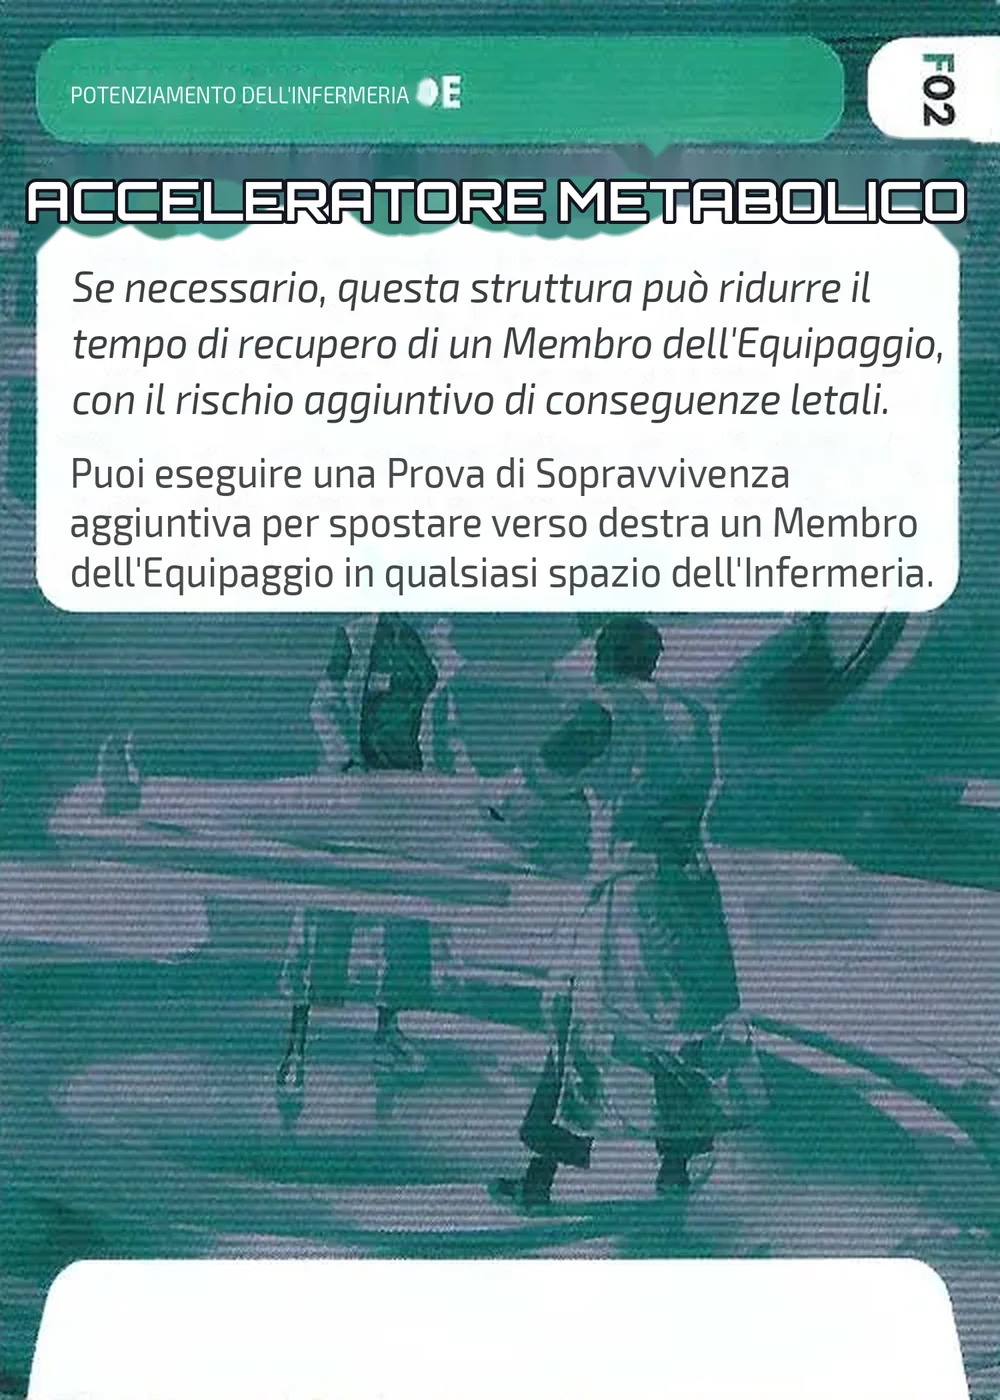 POTENZIAMENTO DELL'INFERMERIA E
F02
ACCELERATORE METABOLICO
Se necessario, questa struttura può ridurre il
tempo di recupero di un Membro dell'Equipaggio,
con il rischio aggiuntivo di conseguenze letali.
Puoi eseguire una Prova di Sopravvivenza
aggiuntiva per spostare verso destra un Membro
dell'Equipaggio in qualsiasi spazio dell'Infermeria.